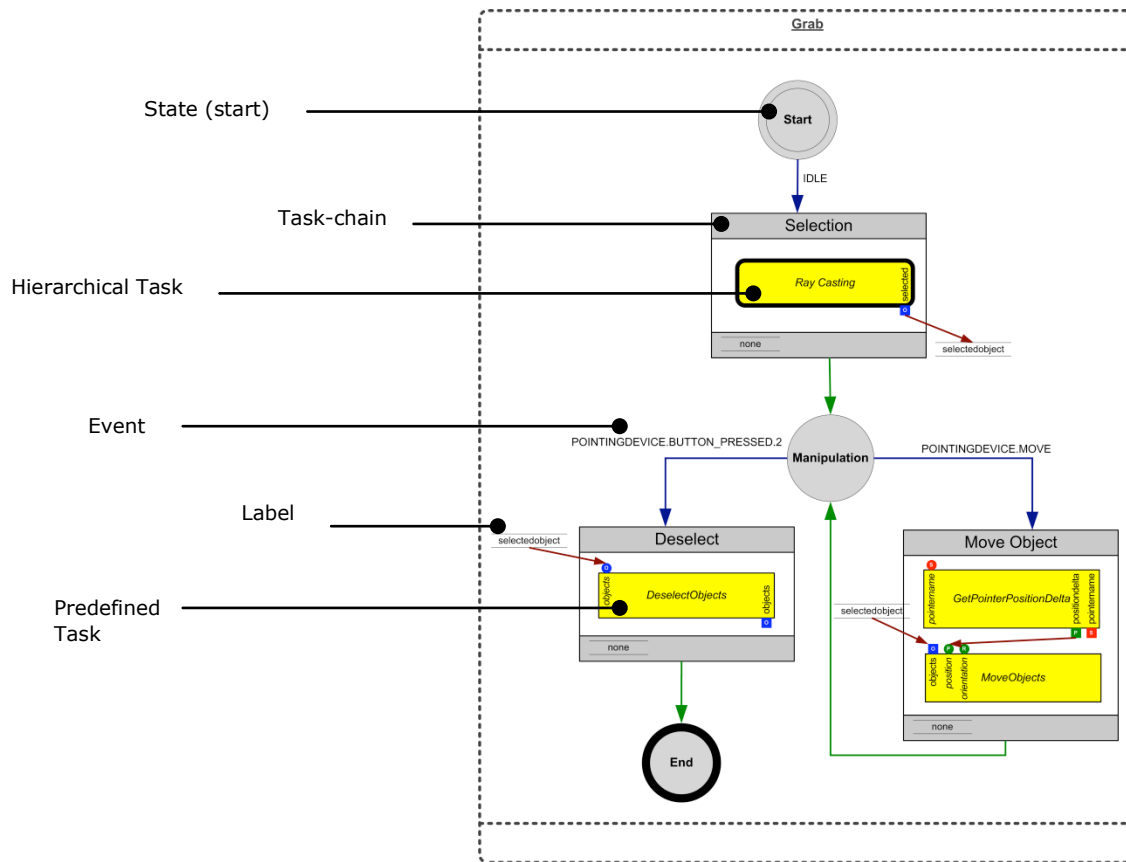 Grab
State (start)
Start
IDLE
Task-chain
Selection
Hierarchical Task
Ray Casting
selected
O
none
selectedobject
Event
POINTINGDEVICE.BUTTON_PRESSED.2
Manipulation
POINTINGDEVICE.MOVE
Label
selectedobject
Deselect
O
objects
DeselectObjects
objects
O
none
Predefined
Task
Move Object
S
pointername
GetPointerPositionDelta
positiondelta
pointername
P
S
selectedobject
O
P
R
objects
position
orientation
MoveObjects
none
End